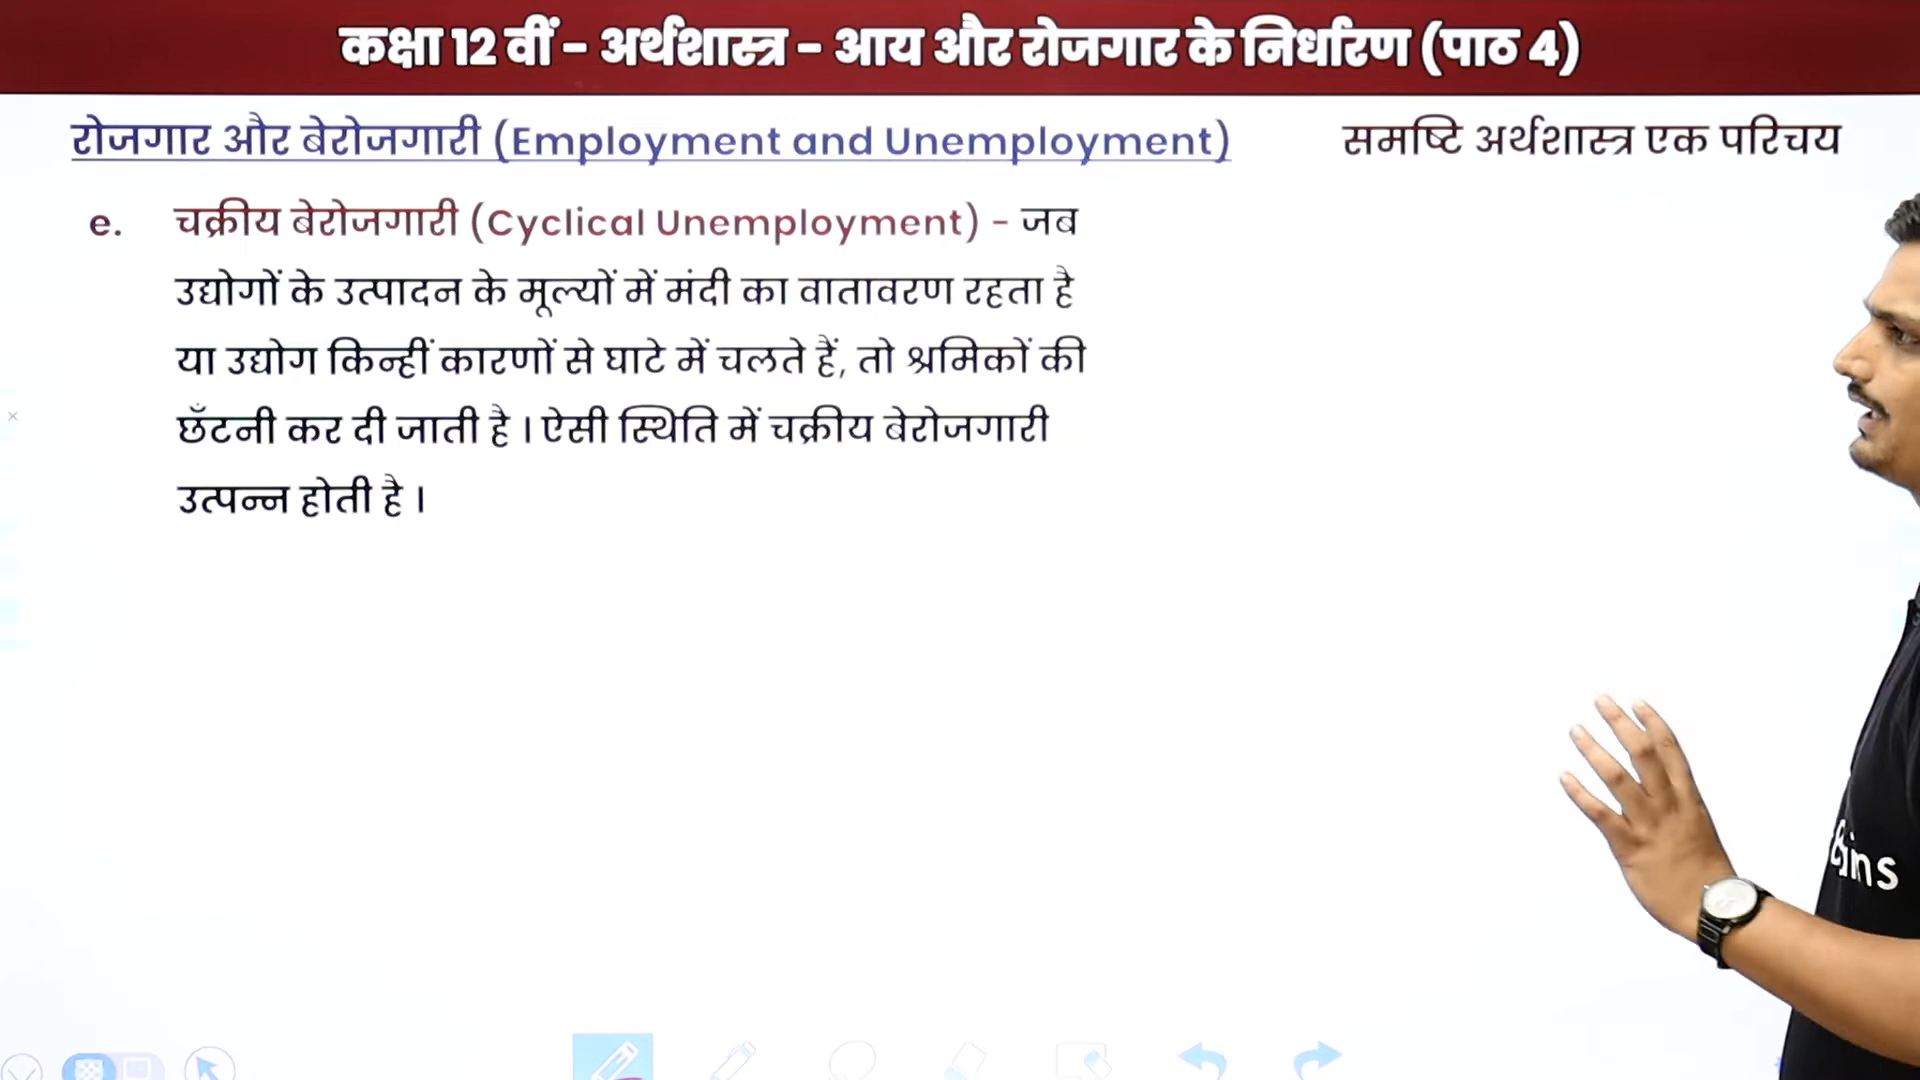 कक्षा 12 वीं - अर्थशास्त्र - आय और रोजगार के निर्धारण (पाठ 4)
रोजगार और बेरोजगारी (Employment and Unemployment)
समष्टि अर्थशास्त्र एक परिचय
e. चक्रीय बेरोजगारी (Cyclical Unemployment) - जब
उद्योगों के उत्पादन के मूल्यों में मंदी का वातावरण रहता है
या उद्योग किन्हीं कारणों से घाटे में चलते हैं, तो श्रमिकों की
छँटनी कर दी जाती है । ऐसी स्थिति में चक्रीय बेरोजगारी
उत्पन्न होती है ।